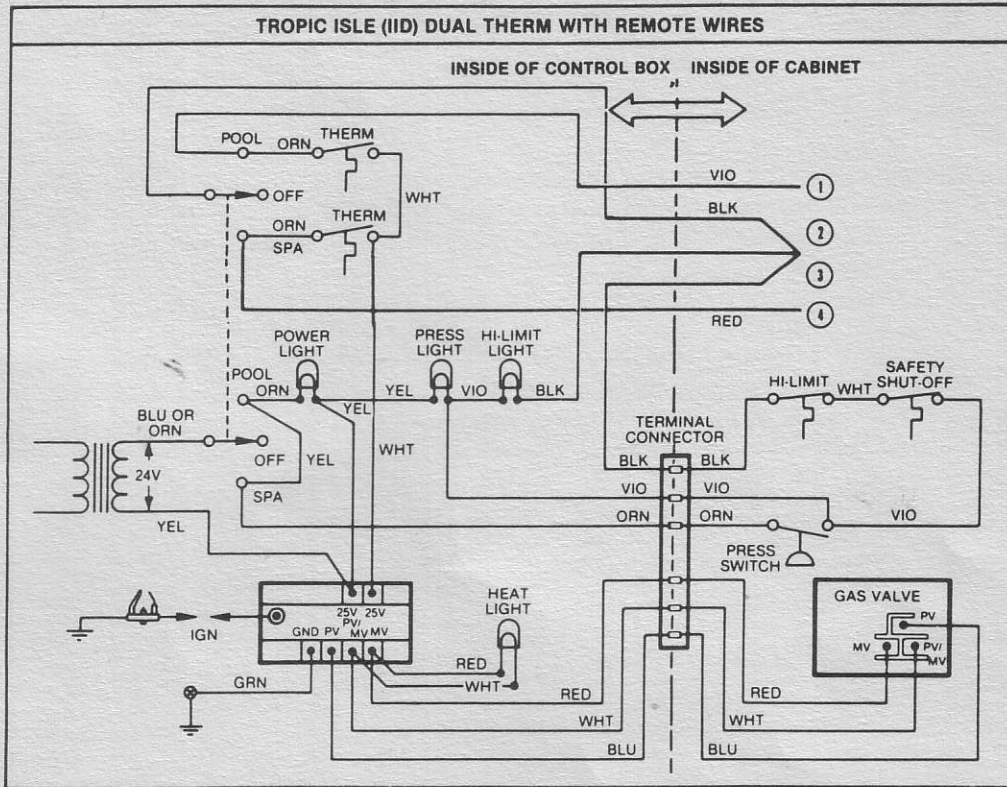 TROPIC ISLE (IID) DUAL THERM WITH REMOTE WIRES
INSIDE OF CONTROL BOX INSIDE OF CABINET
POOL ORN THERM
VIO 1
OFF
WHT
BLK
ORN THERM
2
SPA
3
RED 4
POWER LIGHT
PRESS LIGHT
HI-LIMIT LIGHT
POOL
ORN
YEL
YEL
VIO
BLK
HI-LIMIT
WHT
SAFETY SHUT-OFF
BLU OR ORN
TERMINAL CONNECTOR
WHT
OFF
YEL
24V
BLK BLK
SPA
VIO VIO
YEL
ORN ORN
VIO
PRESS SWITCH
HEAT LIGHT
GAS VALVE
25V 25V
IGN
GND PV PV/MV MV
PV
MV PV/MV
RED
WHT
GRN
RED RED
WHT WHT
BLU BLU